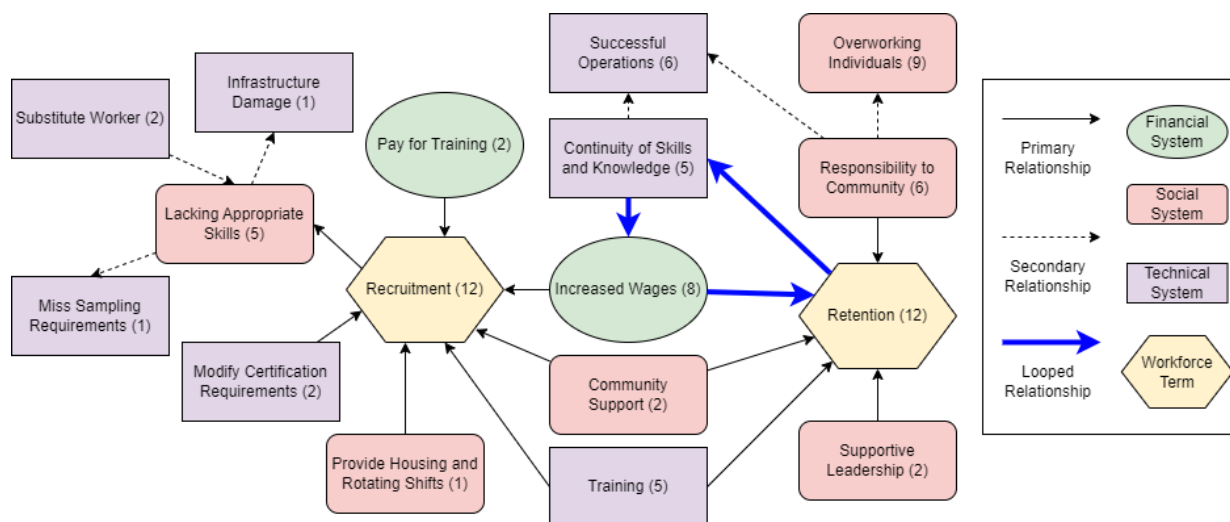 Successful
Operations (6)
Overworking
Individuals (9)
Infrastructure
Damage (1)
Substitute Worker (2)
Pay for Training (2)
Continuity of Skills
and Knowledge (5)
Responsibility to
Community (6)
Lacking Appropriate
Skills (5)
Recruitment (12)
Increased Wages (8)
Retention (12)
Miss Sampling
Requirements (1)
Modify Certification
Requirements (2)
Community
Support (2)
Provide Housing and
Rotating Shifts (1)
Training (5)
Supportive
Leadership (2)
Primary
Relationship
Financial
System
Social
System
Secondary
Relationship
Technical
System
Looped
Relationship
Workforce
Term